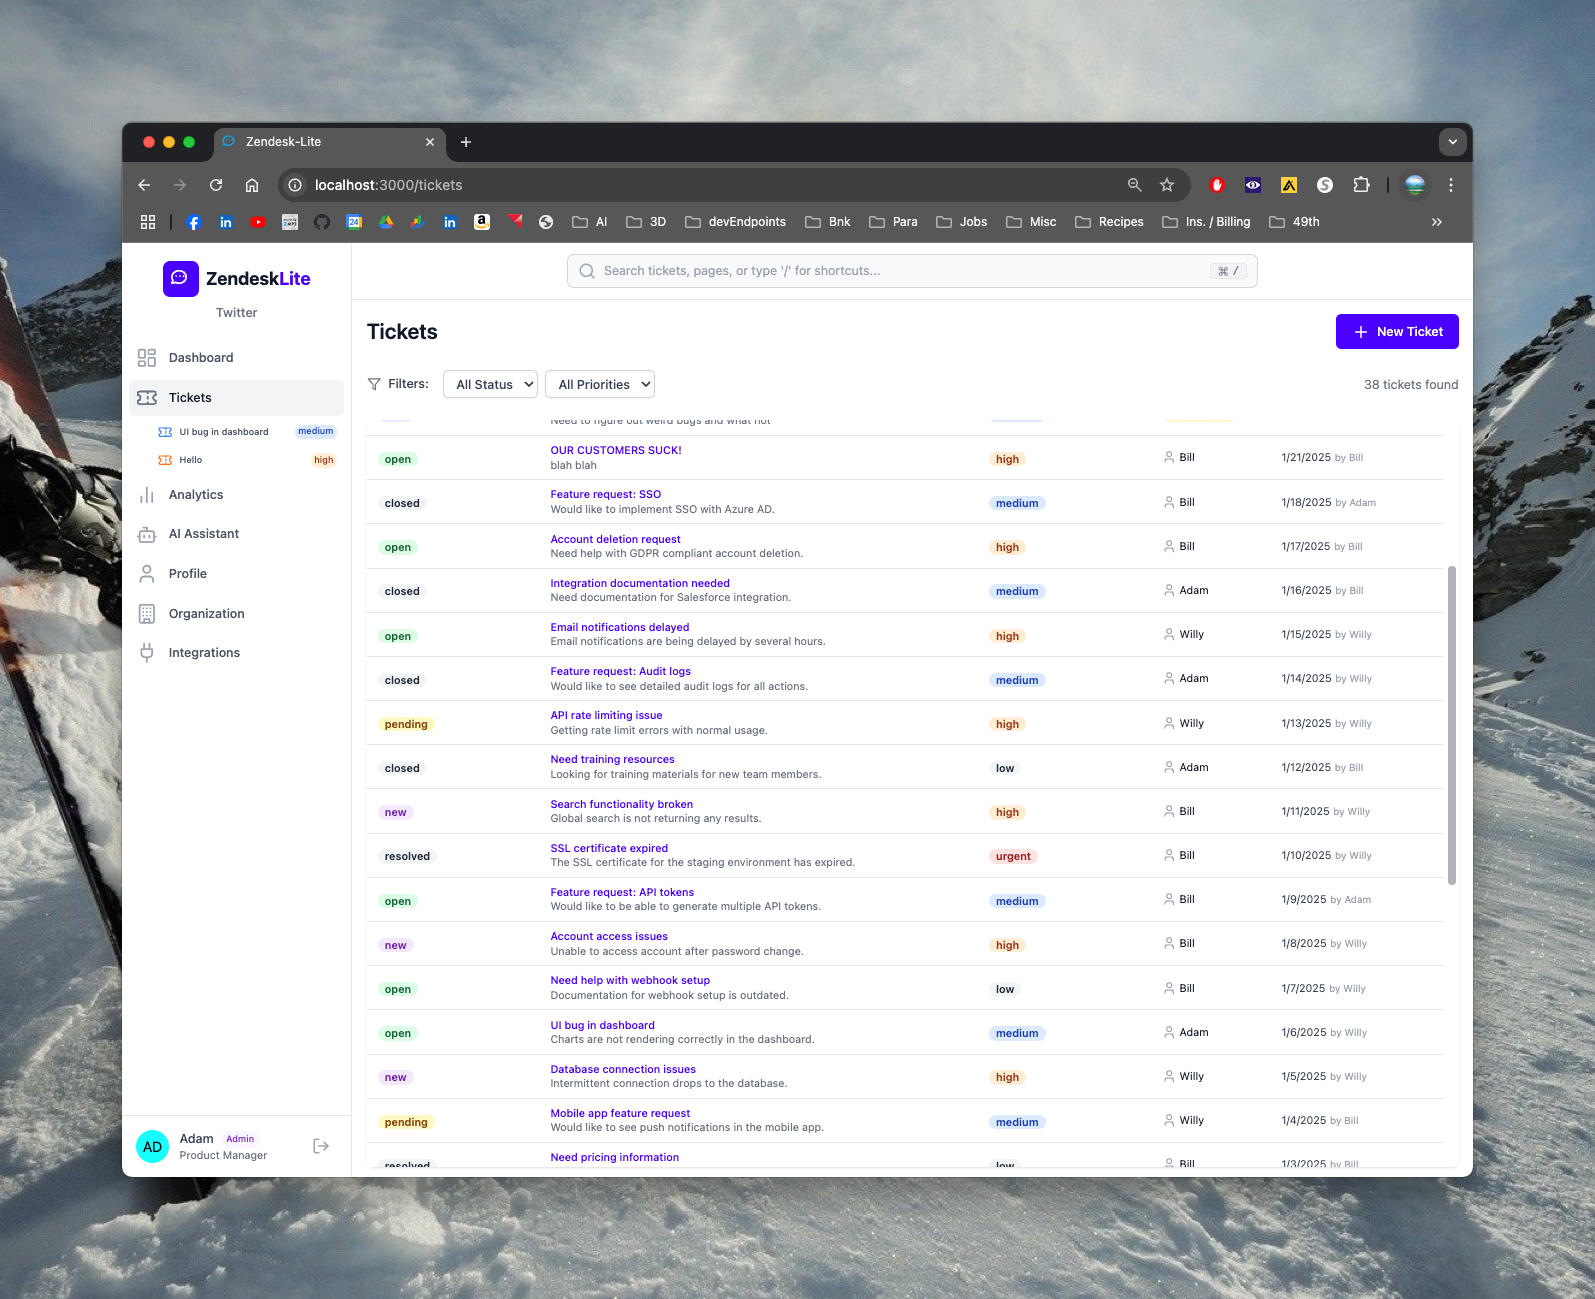 Zendesk-Lite
localhost:3000/tickets
24
AI
3D
devEndpoints
Bnk
Para
Jobs
Misc
Recipes
Ins. / Billing
49th
ZendeskLite
Twitter
Search tickets, pages, or type '/' for shortcuts...
⌘ /
Dashboard
Tickets
UI bug in dashboard medium
Hello high
Analytics
AI Assistant
Profile
Organization
Integrations
AD
Adam Admin
Product Manager
Tickets
+ New Ticket
Filters: All Status All Priorities
38 tickets found
Need to figure out weird bugs and what not
open OUR CUSTOMERS SUCK! high Bill 1/21/2025 by Bill
blah blah
closed Feature request: SSO medium Bill 1/18/2025 by Adam
Would like to implement SSO with Azure AD.
open Account deletion request high Bill 1/17/2025 by Bill
Need help with GDPR compliant account deletion.
closed Integration documentation needed medium Adam 1/16/2025 by Bill
Need documentation for Salesforce integration.
open Email notifications delayed high Willy 1/15/2025 by Willy
Email notifications are being delayed by several hours.
closed Feature request: Audit logs medium Adam 1/14/2025 by Willy
Would like to see detailed audit logs for all actions.
pending API rate limiting issue high Willy 1/13/2025 by Willy
Getting rate limit errors with normal usage.
closed Need training resources low Adam 1/12/2025 by Bill
Looking for training materials for new team members.
new Search functionality broken high Bill 1/11/2025 by Willy
Global search is not returning any results.
resolved SSL certificate expired urgent Bill 1/10/2025 by Willy
The SSL certificate for the staging environment has expired.
open Feature request: API tokens medium Bill 1/9/2025 by Adam
Would like to be able to generate multiple API tokens.
new Account access issues high Bill 1/8/2025 by Willy
Unable to access account after password change.
open Need help with webhook setup low Bill 1/7/2025 by Willy
Documentation for webhook setup is outdated.
open UI bug in dashboard medium Adam 1/6/2025 by Willy
Charts are not rendering correctly in the dashboard.
new Database connection issues high Willy 1/5/2025 by Willy
Intermittent connection drops to the database.
pending Mobile app feature request medium Willy 1/4/2025 by Bill
Would like to see push notifications in the mobile app.
resolved Need pricing information low Bill 1/3/2025 by Bill